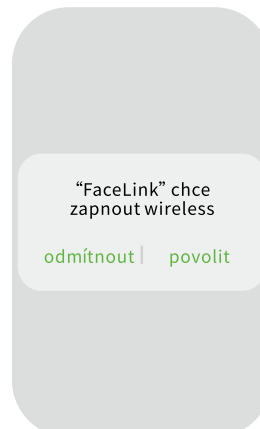 “FaceLink” chce
zapnout wireless
odmítnout | povolit